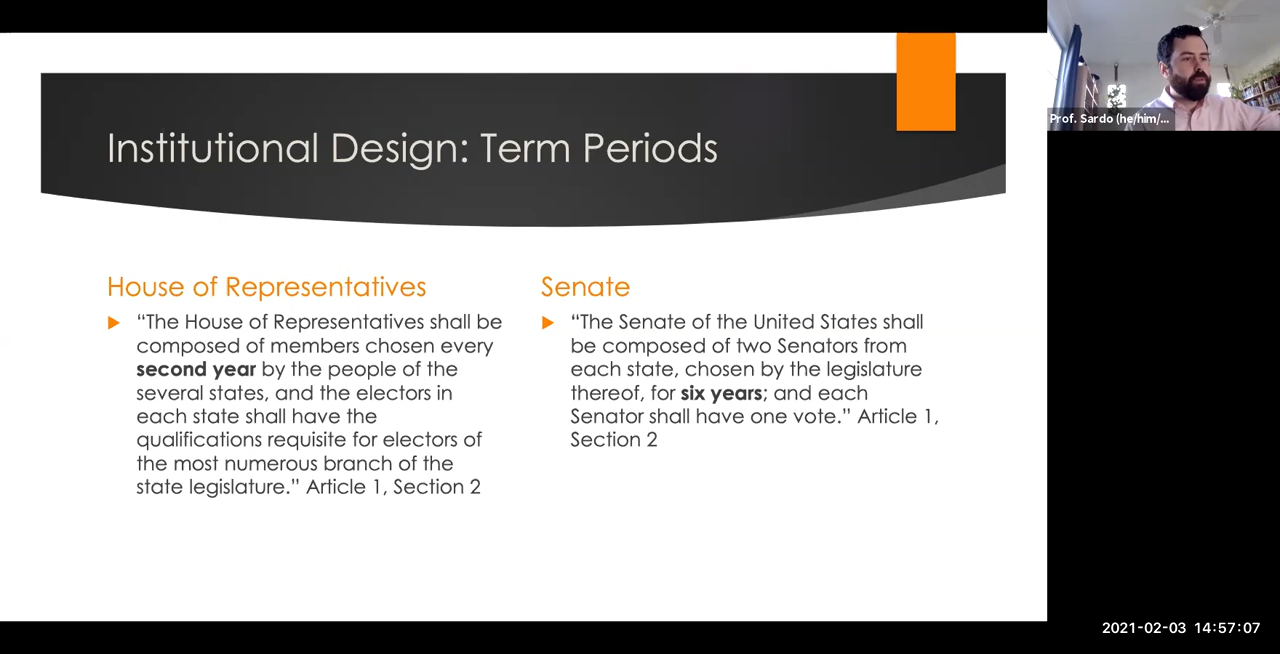 Institutional Design: Term Periods
House of Representatives
“The House of Representatives shall be
composed of members chosen every
second year by the people of the
several states, and the electors in
each state shall have the
qualifications requisite for electors of
the most numerous branch of the
state legislature.” Article 1, Section 2
Senate
“The Senate of the United States shall
be composed of two Senators from
each state, chosen by the legislature
thereof, for six years; and each
Senator shall have one vote.” Article 1,
Section 2
Prof. Sardo (he/him/...
2021-02-03 14:57:07